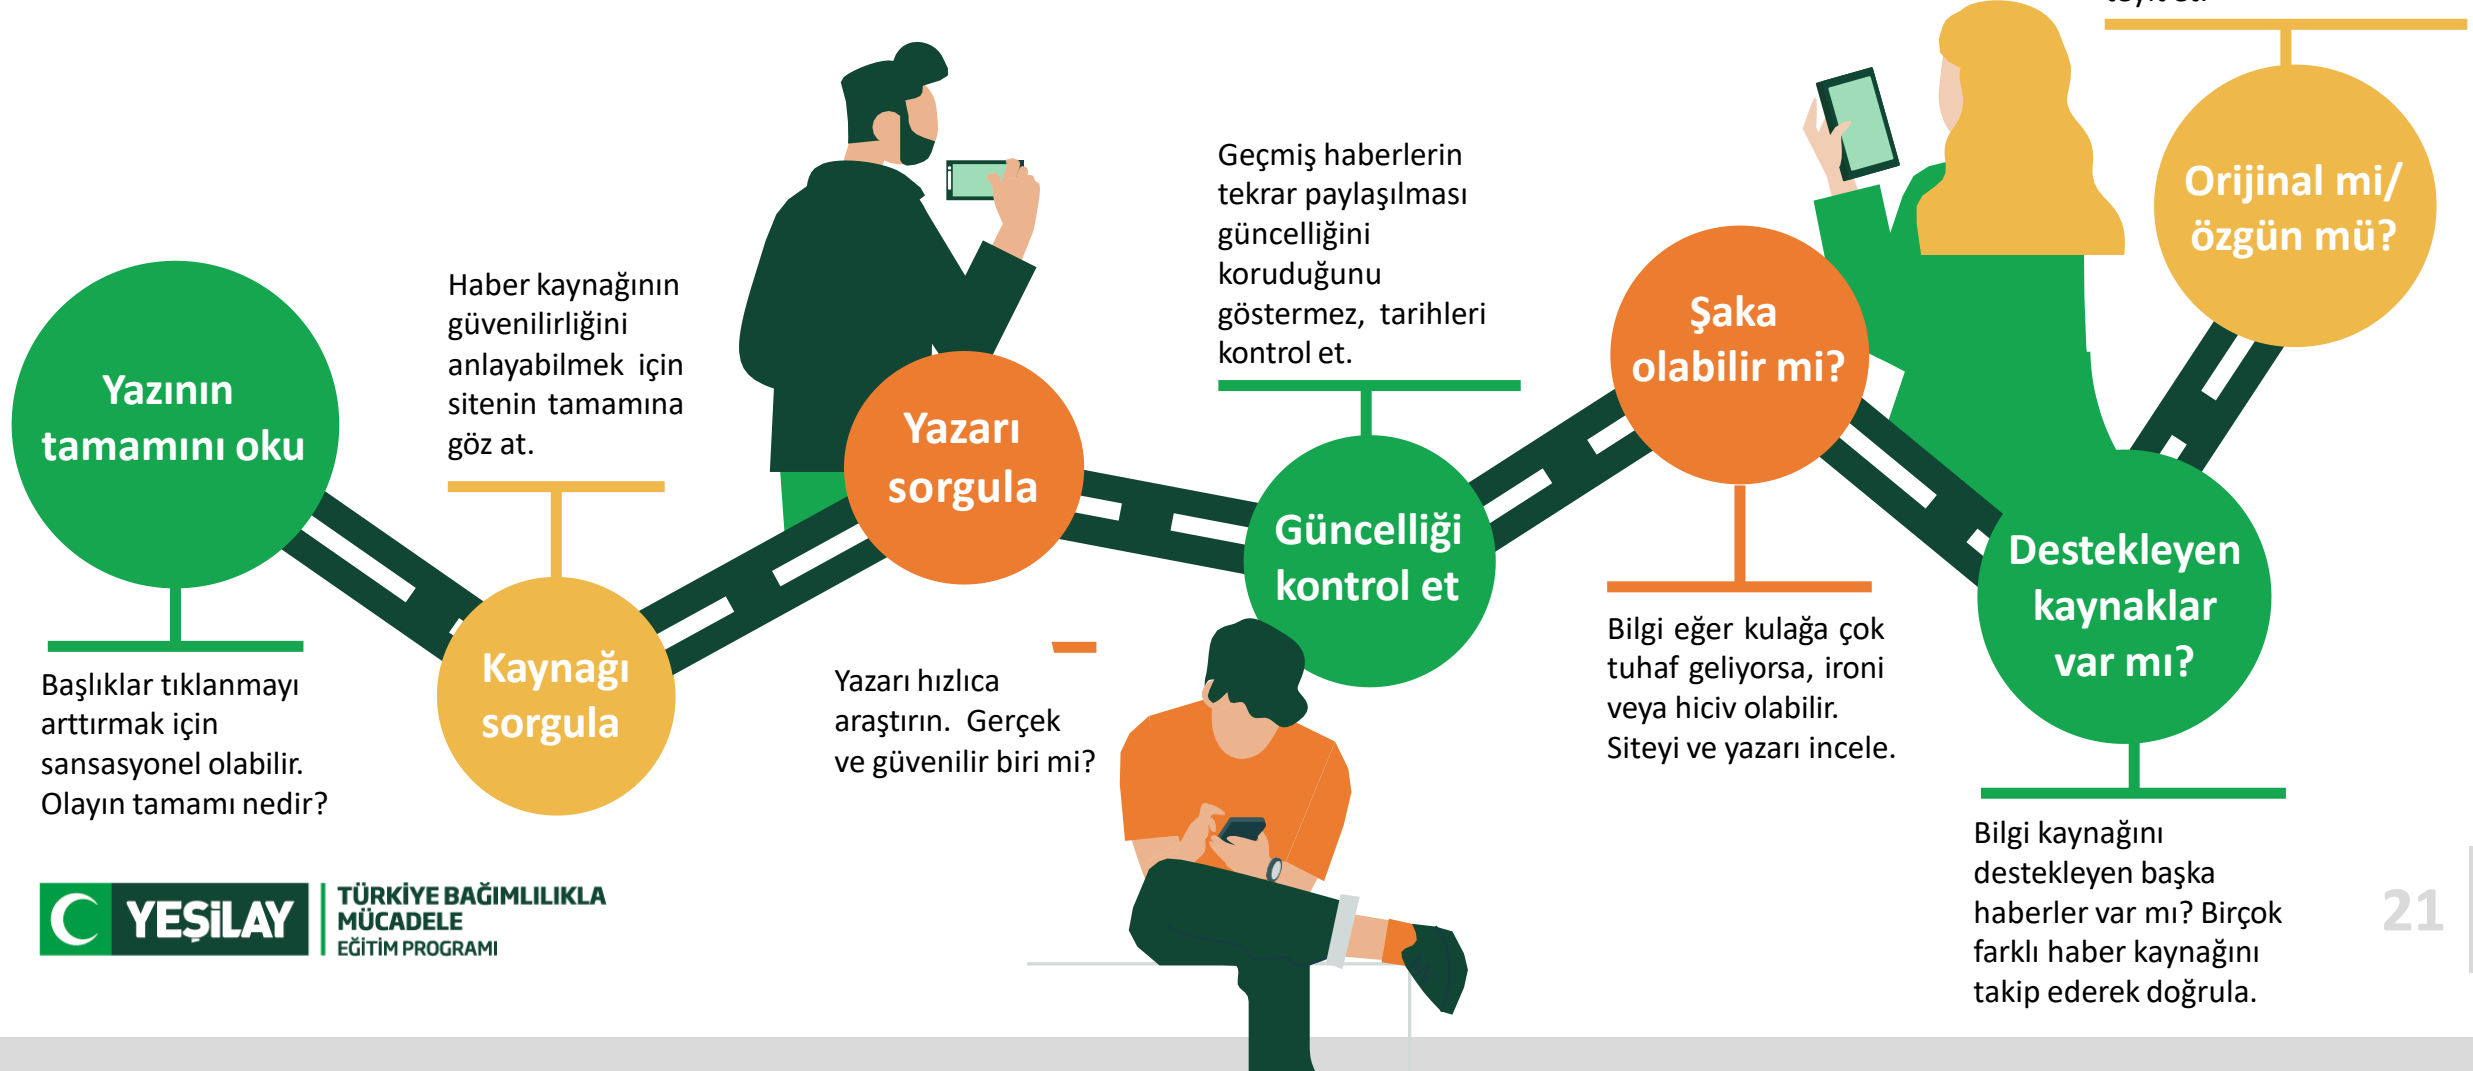 Yazının
tamamını oku
Başlıklar tıklanmayı
arttırmak için
sansasyonel olabilir.
Olayın tamamı nedir?
Haber kaynağının
güvenilirliğini
anlayabilmek için
sitenin tamamına
göz at.
Kaynağı
sorgula
Yazarı
sorgula
Yazarı hızlıca
araştırın. Gerçek
ve güvenilir biri mi?
Geçmiş haberlerin
tekrar paylaşılması
güncelliğini
koruduğunu
göstermez, tarihleri
kontrol et.
Güncelliği
kontrol et
Şaka
olabilir mi?
Bilgi eğer kulağa çok
tuhaf geliyorsa, ironi
veya hiciv olabilir.
Siteyi ve yazarı incele.
Destekleyen
kaynaklar
var mı?
Bilgi kaynağını
destekleyen başka
haberler var mı? Birçok
farklı haber kaynağını
takip ederek doğrula.
Orijinal mi/
özgün mü?
YEŞİLAY
TÜRKİYE BAĞIMLILIKLA
MÜCADELE
EĞİTİM PROGRAMI
21